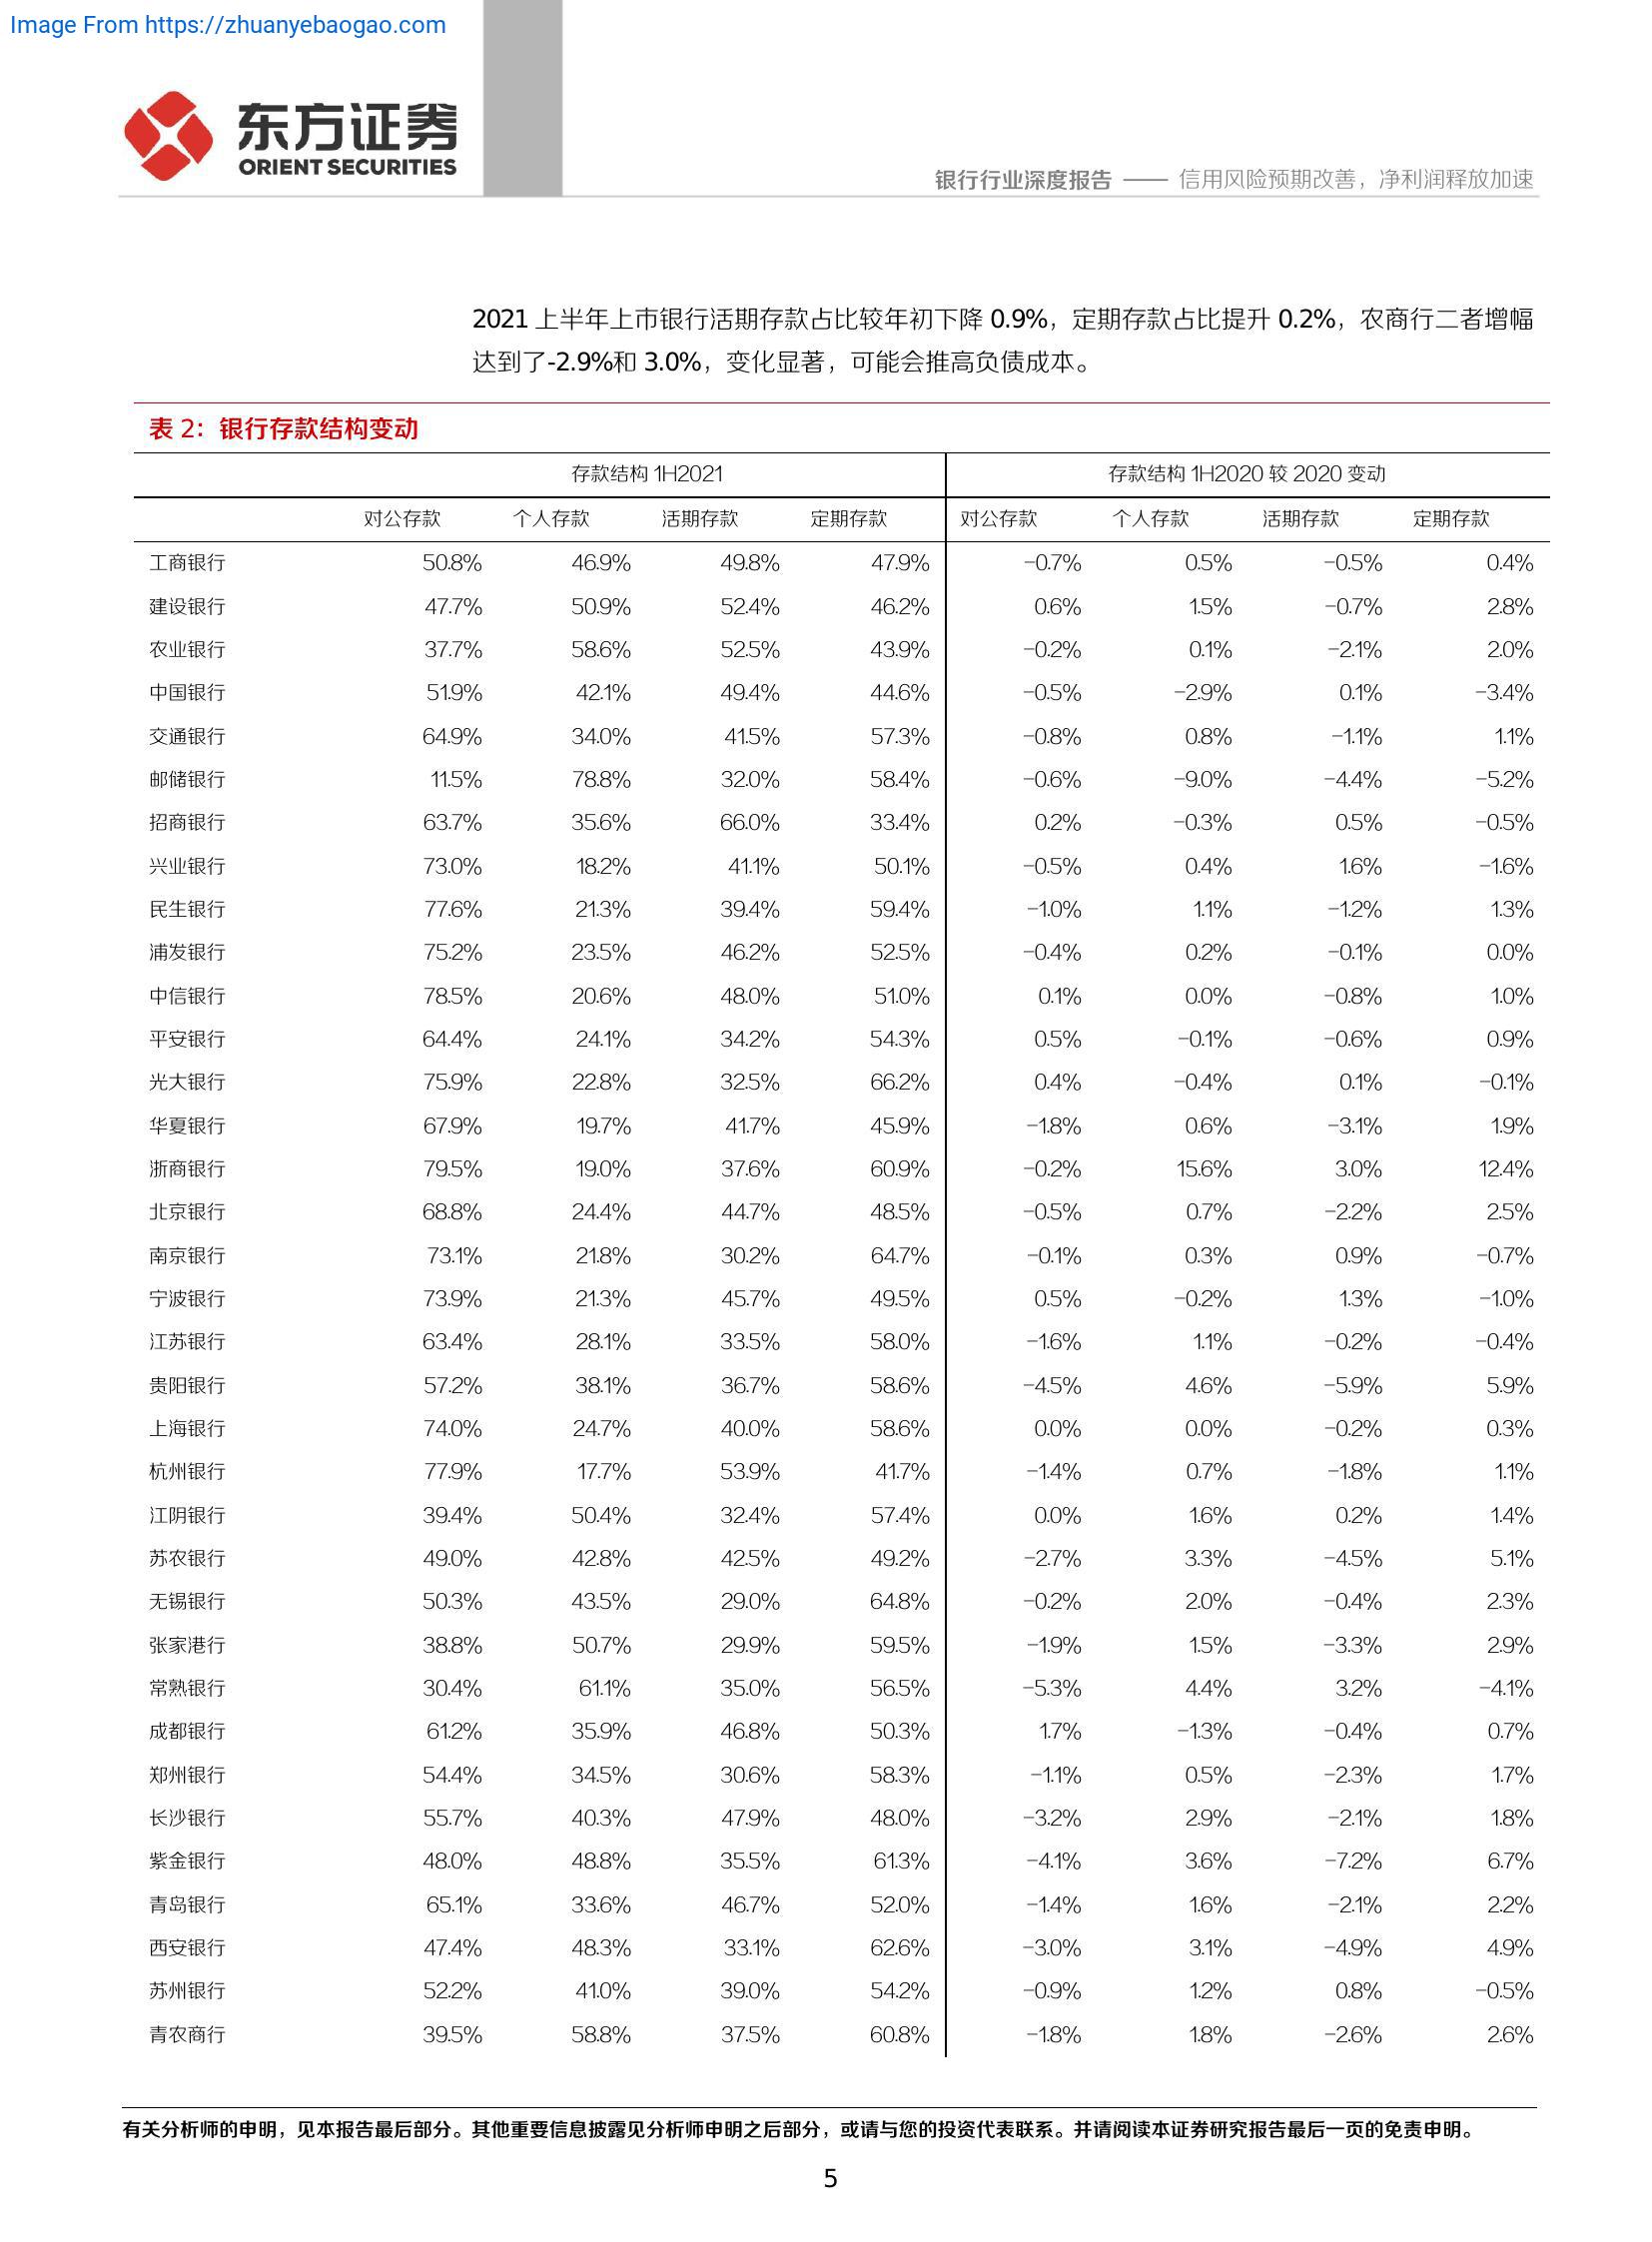 Image From https://zhuanyebaogao.com
东方证券
ORIENT SECURITIES
银行行业深度报告 —— 信用风险预期改善，净利润释放加速
2021 上半年上市银行活期存款占比较年初下降 0.9%，定期存款占比提升 0.2%，农商行二者增幅
达到了-2.9%和 3.0%，变化显著，可能会推高负债成本。
表 2：银行存款结构变动
存款结构 1H2021 存款结构 1H2020 较 2020 变动
对公存款 个人存款 活期存款 定期存款 对公存款 个人存款 活期存款 定期存款
工商银行 50.8% 46.9% 49.8% 47.9% -0.7% 0.5% -0.5% 0.4%
建设银行 47.7% 50.9% 52.4% 46.2% 0.6% 1.5% -0.7% 2.8%
农业银行 37.7% 58.6% 52.5% 43.9% -0.2% 0.1% -2.1% 2.0%
中国银行 51.9% 42.1% 49.4% 44.6% -0.5% -2.9% 0.1% -3.4%
交通银行 64.9% 34.0% 41.5% 57.3% -0.8% 0.8% -1.1% 1.1%
邮储银行 11.5% 78.8% 32.0% 58.4% -0.6% -9.0% -4.4% -5.2%
招商银行 63.7% 35.6% 66.0% 33.4% 0.2% -0.3% 0.5% -0.5%
兴业银行 73.0% 18.2% 41.1% 50.1% -0.5% 0.4% 1.6% -1.6%
民生银行 77.6% 21.3% 39.4% 59.4% -1.0% 1.1% -1.2% 1.3%
浦发银行 75.2% 23.5% 46.2% 52.5% -0.4% 0.2% -0.1% 0.0%
中信银行 78.5% 20.6% 48.0% 51.0% 0.1% 0.0% -0.8% 1.0%
平安银行 64.4% 24.1% 34.2% 54.3% 0.5% -0.1% -0.6% 0.9%
光大银行 75.9% 22.8% 32.5% 66.2% 0.4% -0.4% 0.1% -0.1%
华夏银行 67.9% 19.7% 41.7% 45.9% -1.8% 0.6% -3.1% 1.9%
浙商银行 79.5% 19.0% 37.6% 60.9% -0.2% 15.6% 3.0% 12.4%
北京银行 68.8% 24.4% 44.7% 48.5% -0.5% 0.7% -2.2% 2.5%
南京银行 73.1% 21.8% 30.2% 64.7% -0.1% 0.3% 0.9% -0.7%
宁波银行 73.9% 21.3% 45.7% 49.5% 0.5% -0.2% 1.3% -1.0%
江苏银行 63.4% 28.1% 33.5% 58.0% -1.6% 1.1% -0.2% -0.4%
贵阳银行 57.2% 38.1% 36.7% 58.6% -4.5% 4.6% -5.9% 5.9%
上海银行 74.0% 24.7% 40.0% 58.6% 0.0% 0.0% -0.2% 0.3%
杭州银行 77.9% 17.7% 53.9% 41.7% -1.4% 0.7% -1.8% 1.1%
江阴银行 39.4% 50.4% 32.4% 57.4% 0.0% 1.6% 0.2% 1.4%
苏农银行 49.0% 42.8% 42.5% 49.2% -2.7% 3.3% -4.5% 5.1%
无锡银行 50.3% 43.5% 29.0% 64.8% -0.2% 2.0% -0.4% 2.3%
张家港行 38.8% 50.7% 29.9% 59.5% -1.9% 1.5% -3.3% 2.9%
常熟银行 30.4% 61.1% 35.0% 56.5% -5.3% 4.4% 3.2% -4.1%
成都银行 61.2% 35.9% 46.8% 50.3% 1.7% -1.3% -0.4% 0.7%
郑州银行 54.4% 34.5% 30.6% 58.3% -1.1% 0.5% -2.3% 1.7%
长沙银行 55.7% 40.3% 47.9% 48.0% -3.2% 2.9% -2.1% 1.8%
紫金银行 48.0% 48.8% 35.5% 61.3% -4.1% 3.6% -7.2% 6.7%
青岛银行 65.1% 33.6% 46.7% 52.0% -1.4% 1.6% -2.1% 2.2%
西安银行 47.4% 48.3% 33.1% 62.6% -3.0% 3.1% -4.9% 4.9%
苏州银行 52.2% 41.0% 39.0% 54.2% -0.9% 1.2% 0.8% -0.5%
青农商行 39.5% 58.8% 37.5% 60.8% -1.8% 1.8% -2.6% 2.6%
有关分析师的申明，见本报告最后部分。其他重要信息披露见分析师申明之后部分，或请与您的投资代表联系。并请阅读本证券研究报告最后一页的免责申明。
5